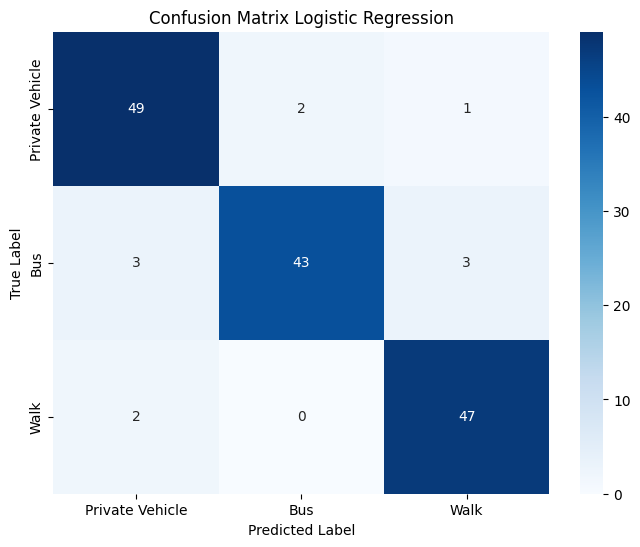 Confusion Matrix Logistic Regression
Private Vehicle
Bus
Walk
True Label
49 2 1
3 43 3
2 0 47
Private Vehicle Bus Walk
Predicted Label
40
30
20
10
0